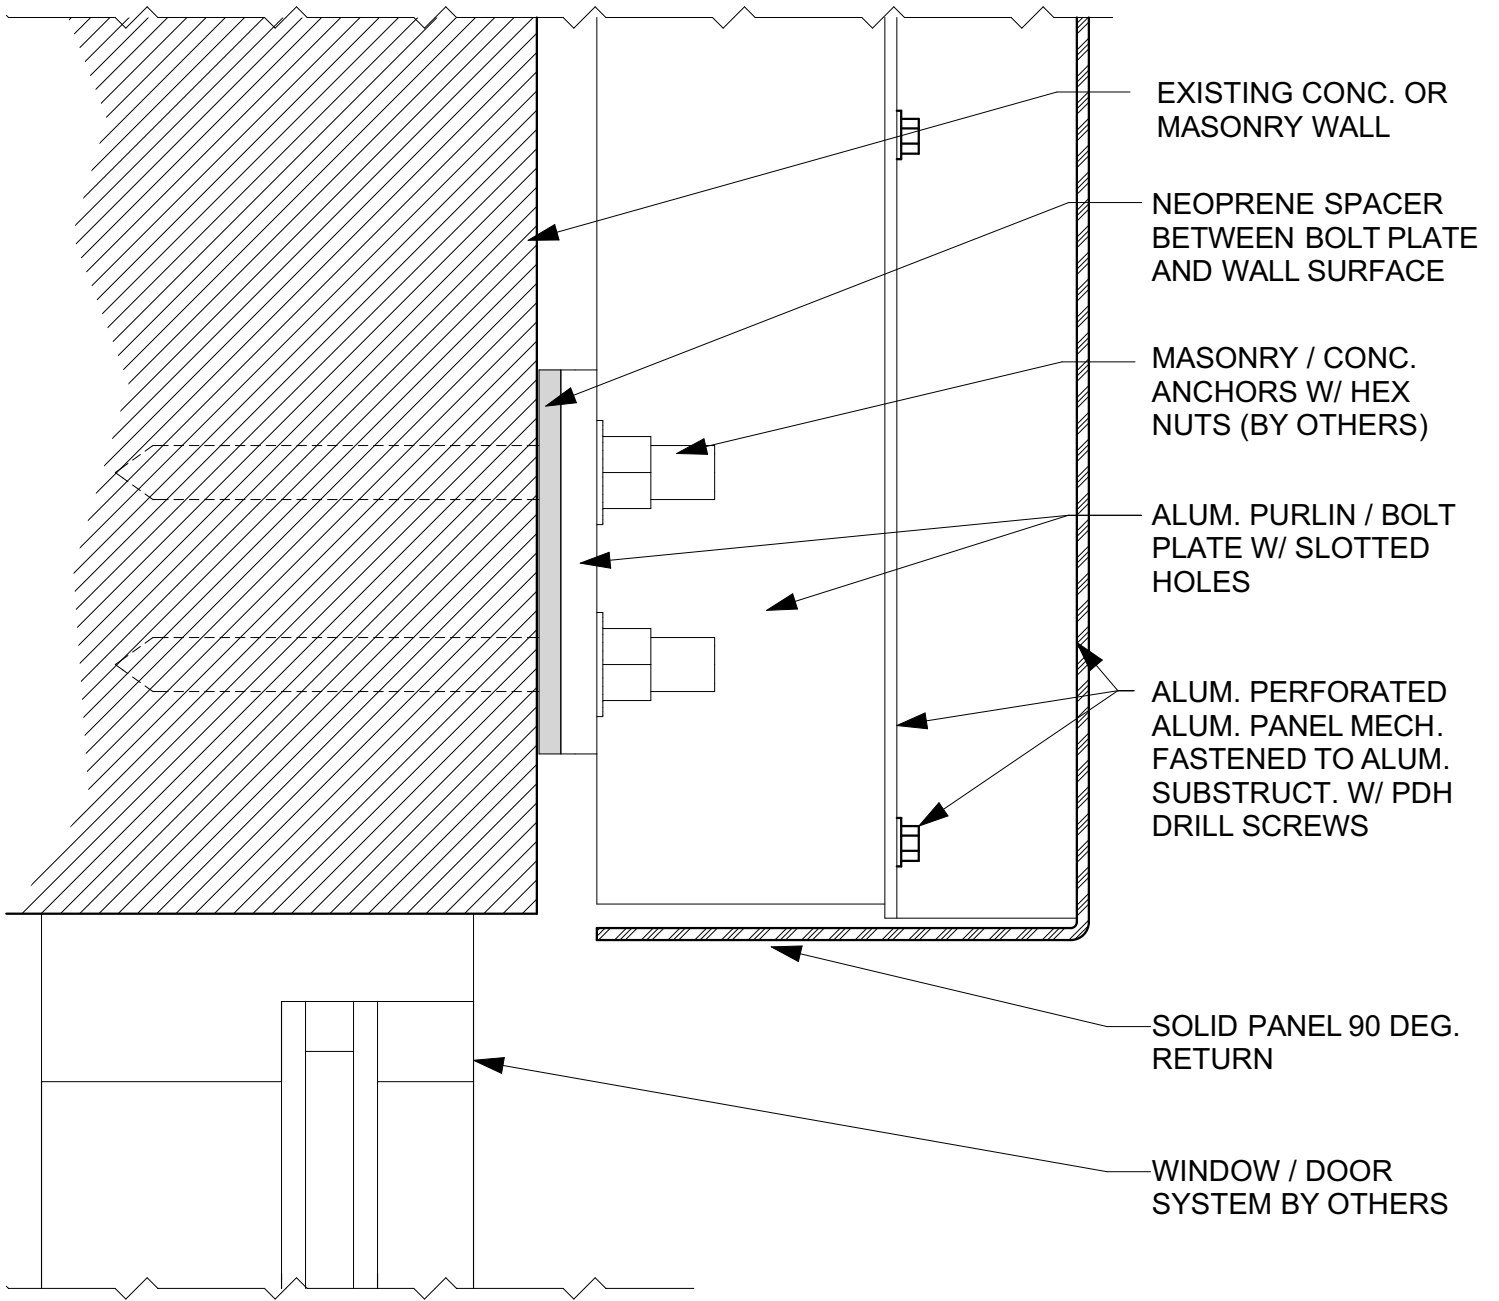 EXISTING CONC. OR
MASONRY WALL
NEOPRENE SPACER
BETWEEN BOLT PLATE
AND WALL SURFACE
MASONRY / CONC.
ANCHORS W/ HEX
NUTS (BY OTHERS)
ALUM. PURLIN / BOLT
PLATE W/ SLOTTED
HOLES
ALUM. PERFORATED
ALUM. PANEL MECH.
FASTENED TO ALUM.
SUBSTRUCT. W/ PDH
DRILL SCREWS
SOLID PANEL 90 DEG.
RETURN
WINDOW / DOOR
SYSTEM BY OTHERS